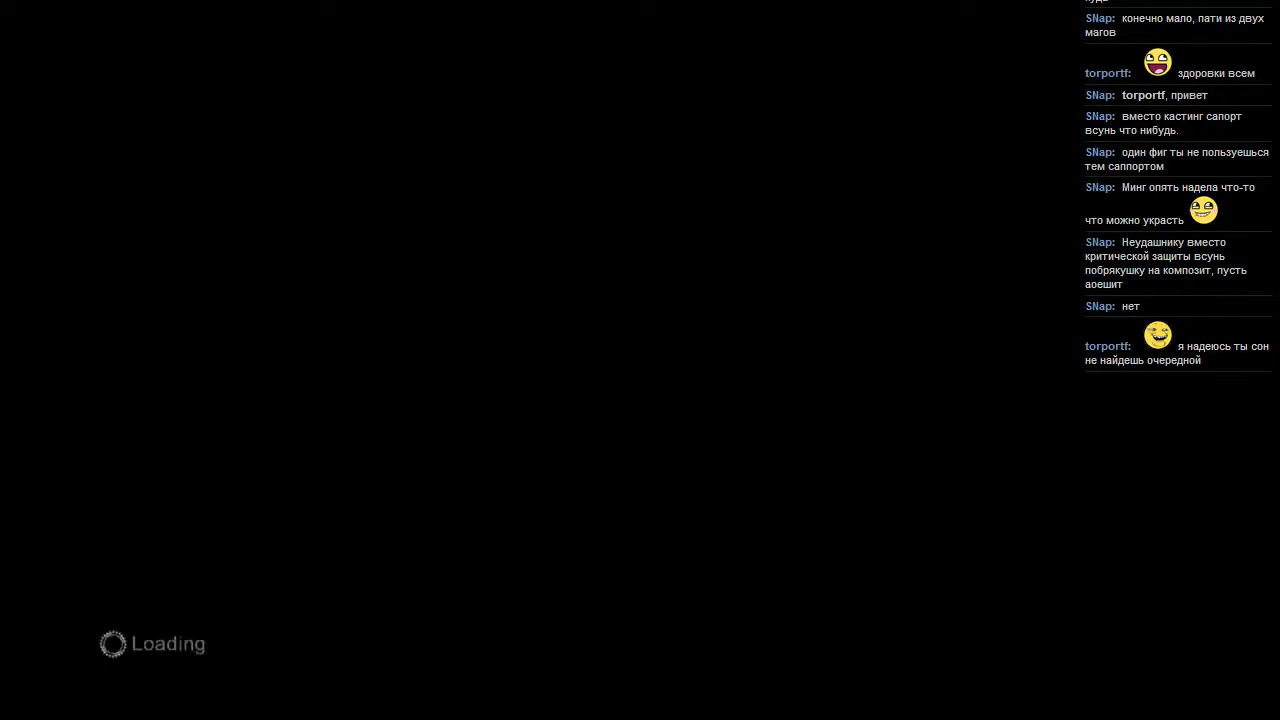 SNap: конечно мало, пати из двух
магов
torportf: здоровки всем
SNap: torportf, привет
SNap: вместо кастинг сапорт
всунь что нибудь.
SNap: один фиг ты не пользуешься
тем саппортом
SNap: Минг опять надела что-то
что можно украсть
SNap: Неудашнику вместо
критической защиты всунь
побрякушку на композит, пусть
аоешит
SNap: нет
torportf: я надеюсь ты сон
не найдешь очередной
Loading